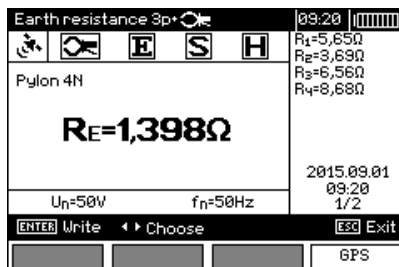 Earth resistance 3p+
09:20
E S H
Pylon 4N
RE=1,398Ω
Un=50V fn=50Hz
R1=5,65Ω
R2=3,69Ω
R3=6,56Ω
R4=8,68Ω
2015.09.01
09:20
1/2
ENTER Write Choose ESC Exit
GPS